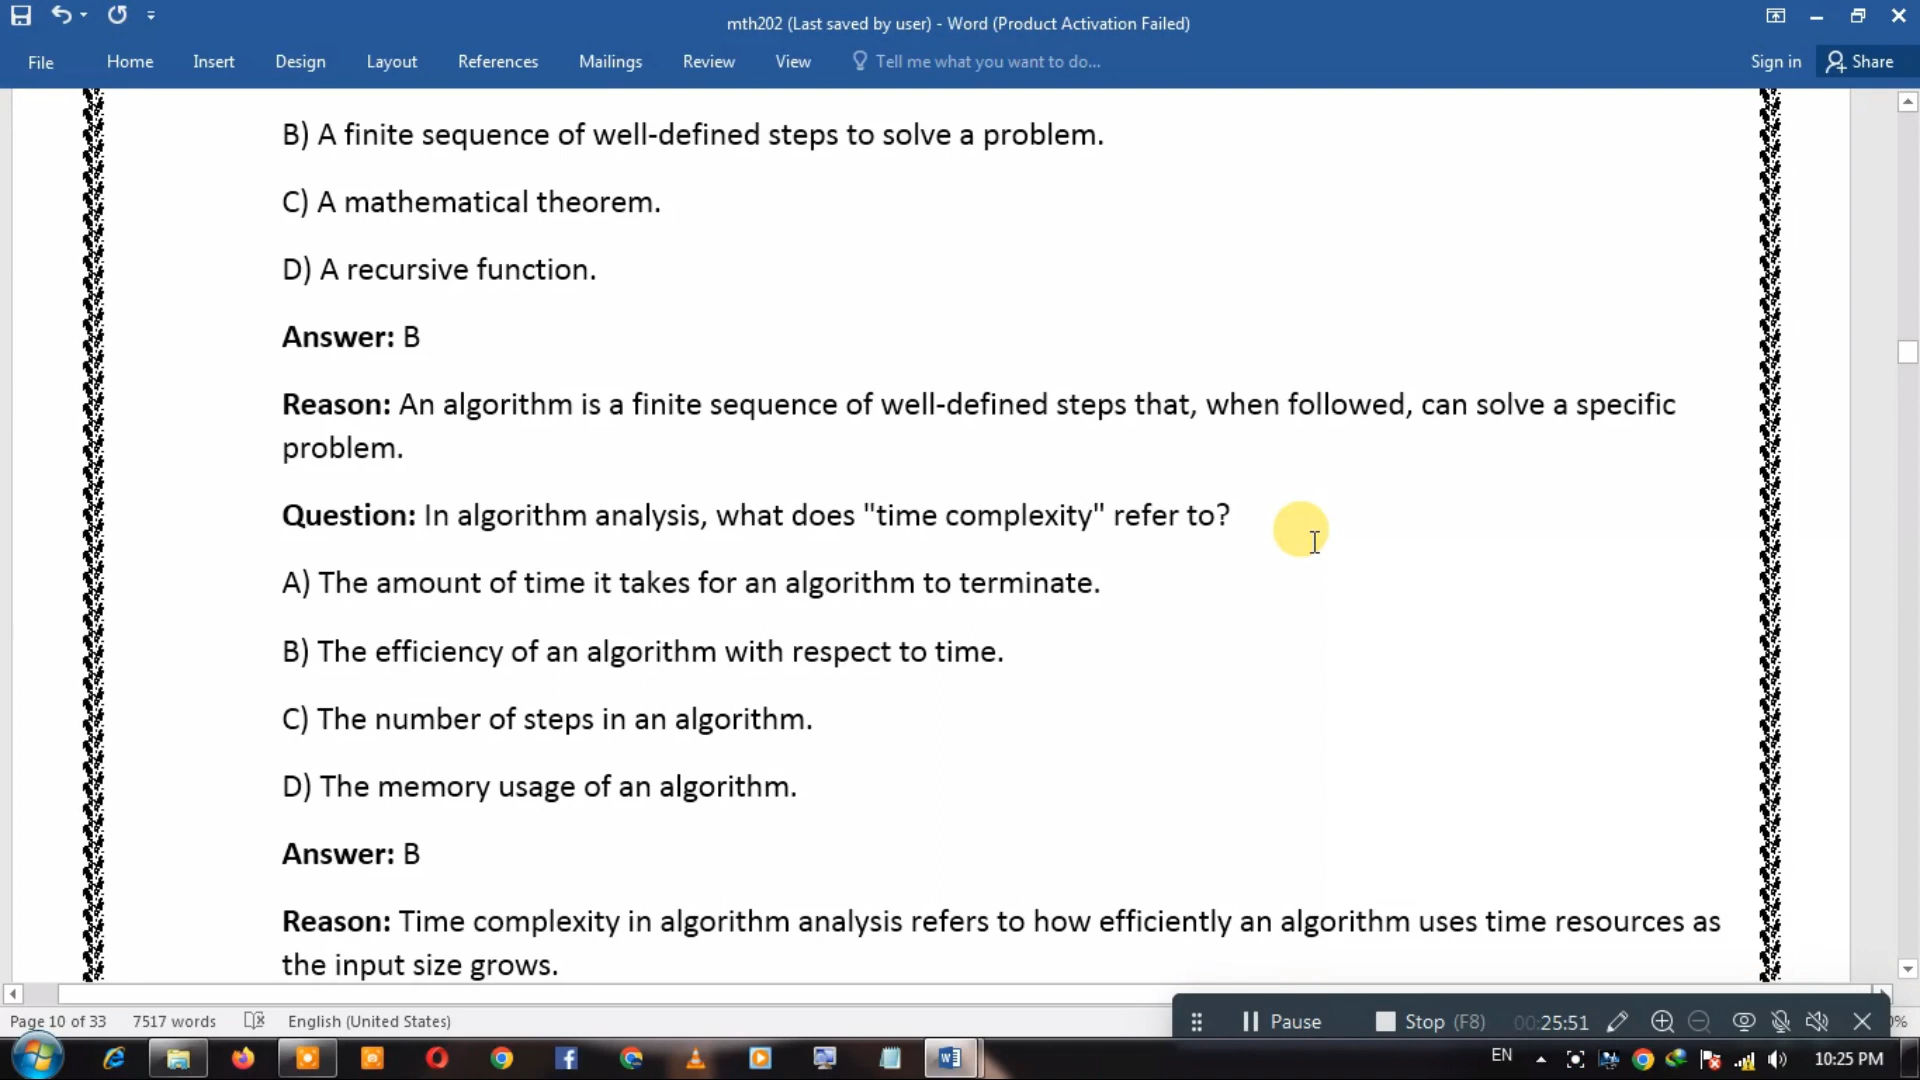 mth202 (Last saved by user) - Word (Product Activation Failed)
File Home Insert Design Layout References Mailings Review View Tell me what you want to do... Sign in Share
B) A finite sequence of well-defined steps to solve a problem.
C) A mathematical theorem.
D) A recursive function.
Answer: B
Reason: An algorithm is a finite sequence of well-defined steps that, when followed, can solve a specific
problem.
Question: In algorithm analysis, what does "time complexity" refer to?
A) The amount of time it takes for an algorithm to terminate.
B) The efficiency of an algorithm with respect to time.
C) The number of steps in an algorithm.
D) The memory usage of an algorithm.
Answer: B
Reason: Time complexity in algorithm analysis refers to how efficiently an algorithm uses time resources as
the input size grows.
Page 10 of 33 7517 words English (United States) Pause Stop (F8) 00:25:51 0%
EN 10:25 PM